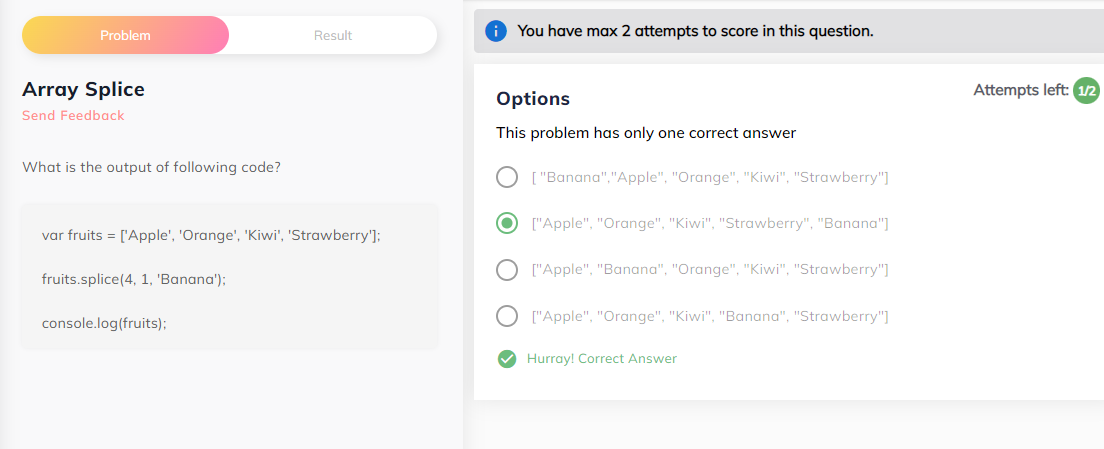 Problem
Result
Array Splice
Send Feedback
What is the output of following code?
var fruits = ['Apple', 'Orange', 'Kiwi', 'Strawberry'];
fruits.splice(4, 1, 'Banana');
console.log(fruits);
You have max 2 attempts to score in this question.
Attempts left: 1/2
Options
This problem has only one correct answer
[ "Banana","Apple", "Orange", "Kiwi", "Strawberry"]
["Apple", "Orange", "Kiwi", "Strawberry", "Banana"]
["Apple", "Banana", "Orange", "Kiwi", "Strawberry"]
["Apple", "Orange", "Kiwi", "Banana", "Strawberry"]
Hurray! Correct Answer